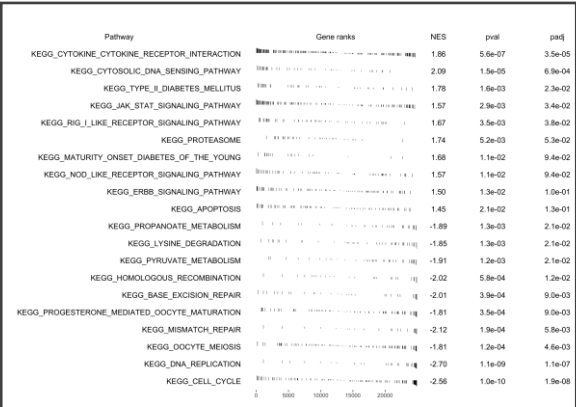 Pathway Gene ranks NES pval padj
KEGG_CYTOKINE_CYTOKINE_RECEPTOR_INTERACTION 1.86 5.6e-07 3.5e-05
KEGG_CYTOSOLIC_DNA_SENSING_PATHWAY 2.09 1.5e-05 6.9e-04
KEGG_TYPE_II_DIABETES_MELLITUS 1.78 1.6e-03 2.3e-02
KEGG_JAK_STAT_SIGNALING_PATHWAY 1.57 2.9e-03 3.4e-02
KEGG_RIG_I_LIKE_RECEPTOR_SIGNALING_PATHWAY 1.67 3.5e-03 3.8e-02
KEGG_PROTEASOME 1.74 5.2e-03 5.3e-02
KEGG_MATURITY_ONSET_DIABETES_OF_THE_YOUNG 1.68 1.1e-02 9.4e-02
KEGG_NOD_LIKE_RECEPTOR_SIGNALING_PATHWAY 1.57 1.1e-02 9.4e-02
KEGG_ERBB_SIGNALING_PATHWAY 1.50 1.3e-02 1.0e-01
KEGG_APOPTOSIS 1.45 2.1e-02 1.3e-01
KEGG_PROPANOATE_METABOLISM -1.89 1.3e-03 2.1e-02
KEGG_LYSINE_DEGRADATION -1.85 1.3e-03 2.1e-02
KEGG_PYRUVATE_METABOLISM -1.91 1.2e-03 2.1e-02
KEGG_HOMOLOGOUS_RECOMBINATION -2.02 5.8e-04 1.2e-02
KEGG_BASE_EXCISION_REPAIR -2.01 3.9e-04 9.0e-03
KEGG_PROGESTERONE_MEDIATED_OOCYTE_MATURATION -1.81 3.5e-04 9.0e-03
KEGG_MISMATCH_REPAIR -2.12 1.9e-04 5.8e-03
KEGG_OOCYTE_MEIOSIS -1.81 1.2e-04 4.6e-03
KEGG_DNA_REPLICATION -2.70 1.1e-09 1.1e-07
KEGG_CELL_CYCLE -2.56 1.0e-10 1.9e-08
0 5000 10000 15000 20000